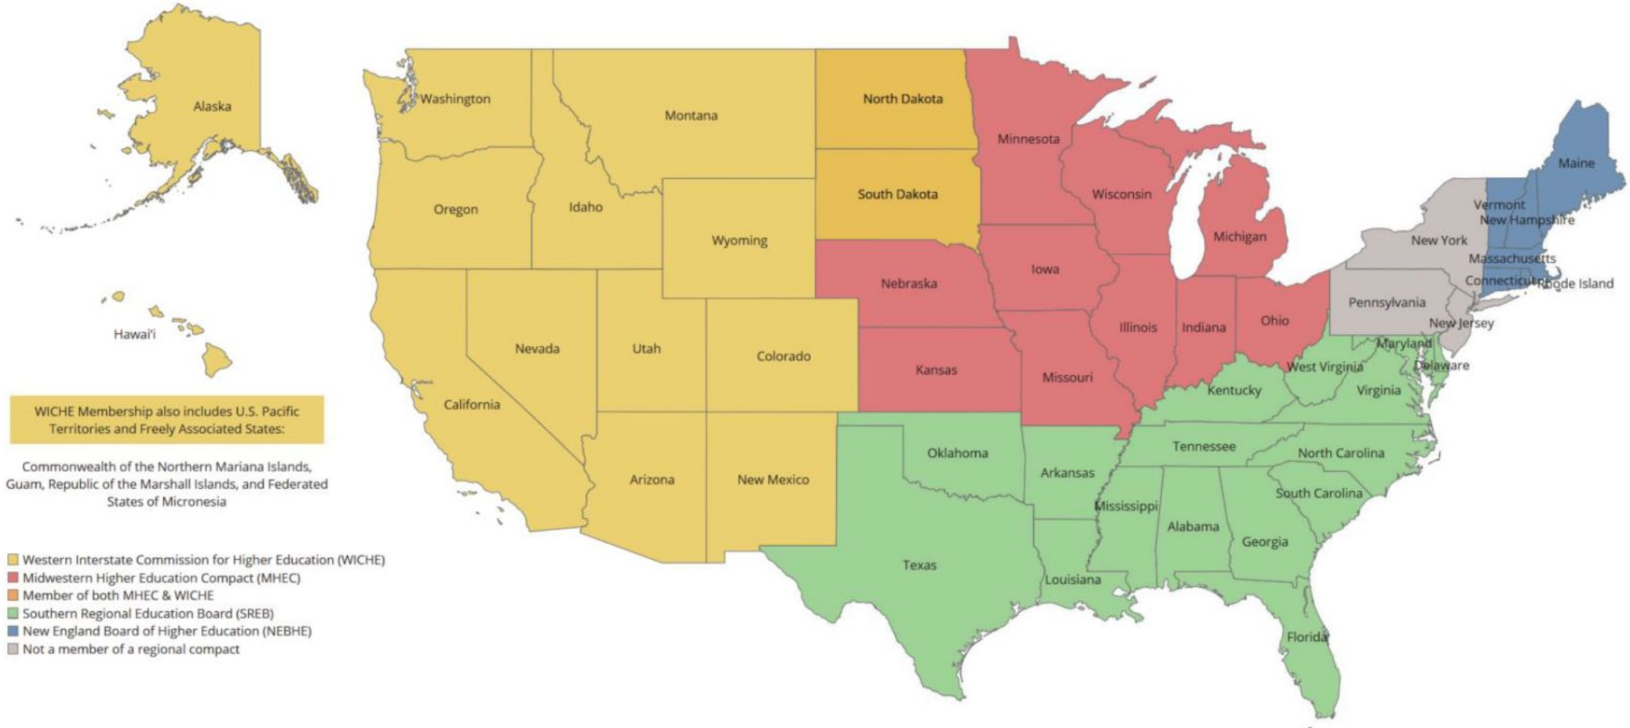 Alaska
Hawai'i
WICHE Membership also includes U.S. Pacific
Territories and Freely Associated States:
Commonwealth of the Northern Mariana Islands,
Guam, Republic of the Marshall Islands, and Federated
States of Micronesia
Western Interstate Commission for Higher Education (WICHE)
Midwestern Higher Education Compact (MHEC)
Member of both MHEC & WICHE
Southern Regional Education Board (SREB)
New England Board of Higher Education (NEBHE)
Not a member of a regional compact
Washington
Montana
North Dakota
Minnesota
Oregon
Idaho
Wyoming
South Dakota
Wisconsin
Michigan
Maine
Vermont
New Hampshire
New York
Massachusetts
Connecticut
Rhode Island
Nebraska
Iowa
Illinois
Indiana
Ohio
Pennsylvania
New Jersey
Nevada
Utah
Colorado
Kansas
Missouri
Kentucky
West Virginia
Maryland
Delaware
Virginia
California
Arizona
New Mexico
Oklahoma
Arkansas
Tennessee
North Carolina
South Carolina
Mississippi
Alabama
Georgia
Texas
Louisiana
Florida